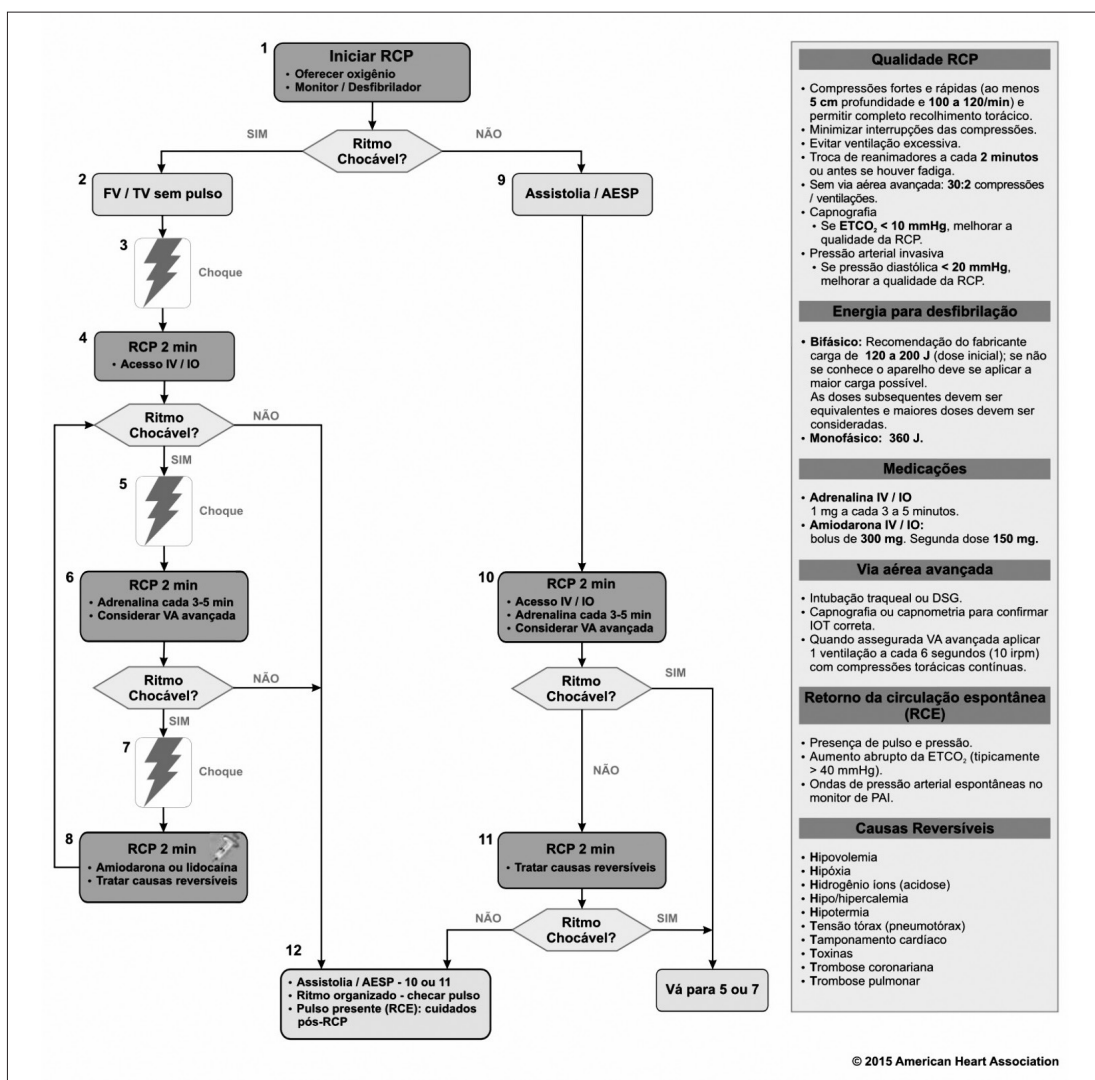 1
Iniciar RCP
• Oferecer oxigênio
• Monitor / Desfibrilador
SIM
Ritmo
Chocável?
NÃO
2
FV / TV sem pulso
9
Assistolia / AESP
3
Choque
4
RCP 2 min
• Acesso IV / IO
Ritmo
Chocável?
NÃO
SIM
5
Choque
6
RCP 2 min
• Adrenalina cada 3-5 min
• Considerar VA avançada
10
RCP 2 min
• Acesso IV / IO
• Adrenalina cada 3-5 min
• Considerar VA avançada
Ritmo
Chocável?
NÃO
SIM
Ritmo
Chocável?
SIM
NÃO
7
Choque
8
RCP 2 min
• Amiodarona ou lidocaína
• Tratar causas reversíveis
11
RCP 2 min
• Tratar causas reversíveis
NÃO
Ritmo
Chocável?
SIM
12
• Assistolia / AESP - 10 ou 11
• Ritmo organizado - checar pulso
• Pulso presente (RCE): cuidados
pós-RCP
Vá para 5 ou 7
Qualidade RCP
• Compressões fortes e rápidas (ao menos
5 cm profundidade e 100 a 120/min) e
permitir completo recolhimento torácico.
• Minimizar interrupções das compressões.
• Evitar ventilação excessiva.
• Troca de reanimadores a cada 2 minutos
ou antes se houver fadiga.
• Sem via aérea avançada: 30:2 compressões
/ ventilações.
• Capnografia
• Se ETCO₂ < 10 mmHg, melhorar a
qualidade da RCP.
• Pressão arterial invasiva
• Se pressão diastólica < 20 mmHg,
melhorar a qualidade da RCP.
Energia para desfibrilação
• Bifásico: Recomendação do fabricante
carga de 120 a 200 J (dose inicial); se não
se conhece o aparelho deve se aplicar a
maior carga possível.
As doses subsequentes devem ser
equivalentes e maiores doses devem ser
consideradas.
• Monofásico: 360 J.
Medicações
• Adrenalina IV / IO
1 mg a cada 3 a 5 minutos.
• Amiodarona IV / IO:
bolus de 300 mg. Segunda dose 150 mg.
Via aérea avançada
• Intubação traqueal ou DSG.
• Capnografia ou capnometria para confirmar
IOT correta.
• Quando assegurada VA avançada aplicar
1 ventilação a cada 6 segundos (10 irpm)
com compressões torácicas contínuas.
Retorno da circulação espontânea
(RCE)
• Presença de pulso e pressão.
• Aumento abrupto da ETCO₂ (tipicamente
> 40 mmHg).
• Ondas de pressão arterial espontâneas no
monitor de PAI.
Causas Reversíveis
• Hipovolemia
• Hipóxia
• Hidrogênio íons (acidose)
• Hipo/hipercalemia
• Hipotermia
• Tensão tórax (pneumotórax)
• Tamponamento cardíaco
• Toxinas
• Trombose coronariana
• Trombose pulmonar
© 2015 American Heart Association